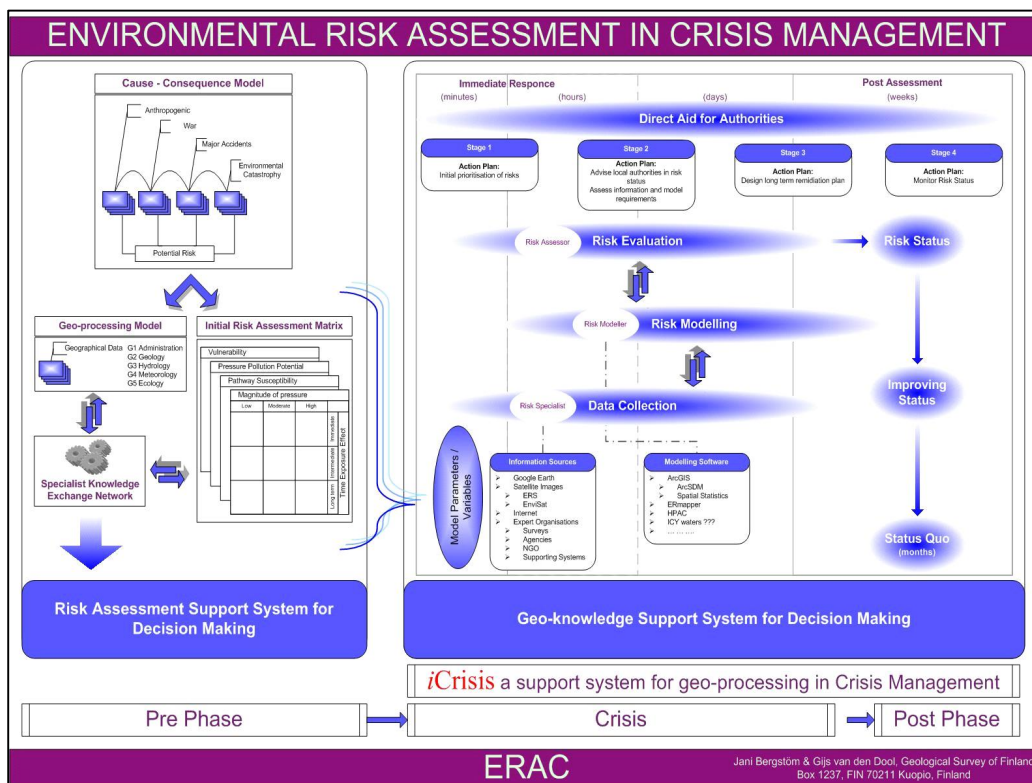 ENVIRONMENTAL RISK ASSESSMENT IN CRISIS MANAGEMENT
Cause - Consequence Model
Anthropogenic
War
Major Accidents
Environmental
Catastrophy
Potential Risk
Geo-processing Model
Geographical Data
G1 Administration
G2 Geology
G3 Hydrology
G4 Meteorology
G5 Ecology
Initial Risk Assessment Matrix
Vulnerability
Pressure Pollution Potential
Pathway Susceptibility
Magnitude of pressure
Low
Moderate
High
Immediate
Intermediate
Long term
Time Exposure Effect
Specialist Knowledge
Exchange Network
Risk Assessment Support System for
Decision Making
Immediate Responce
Post Assessment
(minutes)
(hours)
(days)
(weeks)
Direct Aid for Authorities
Stage 1
Action Plan:
Initial prioritisation of risks
Stage 2
Action Plan:
Advise local authorities in risk
status
Assess information and model
requirements
Stage 3
Action Plan:
Design long term remidiation plan
Stage 4
Action Plan:
Monitor Risk Status
Risk Assessor
Risk Evaluation
Risk Status
Risk Modeller
Risk Modelling
Improving
Status
Risk Specialist
Data Collection
Model Parameters /
Variables
Information Sources
Google Earth
Satellite Images
ERS
EnviSat
Internet
Expert Organisations
Surveys
Agencies
NGO
Supporting Systems
Modelling Software
ArcGIS
ArcSDM
Spatial Statistics
ERmapper
HPAC
ICY waters ???
... ... ....
Status Quo
(months)
Geo-knowledge Support System for Decision Making
iCrisis a support system for geo-processing in Crisis Management
Pre Phase
Crisis
Post Phase
ERAC
Jani Bergstöm & Gijs van den Dool, Geological Survey of Finland
Box 1237, FIN 70211 Kuopio, Finland